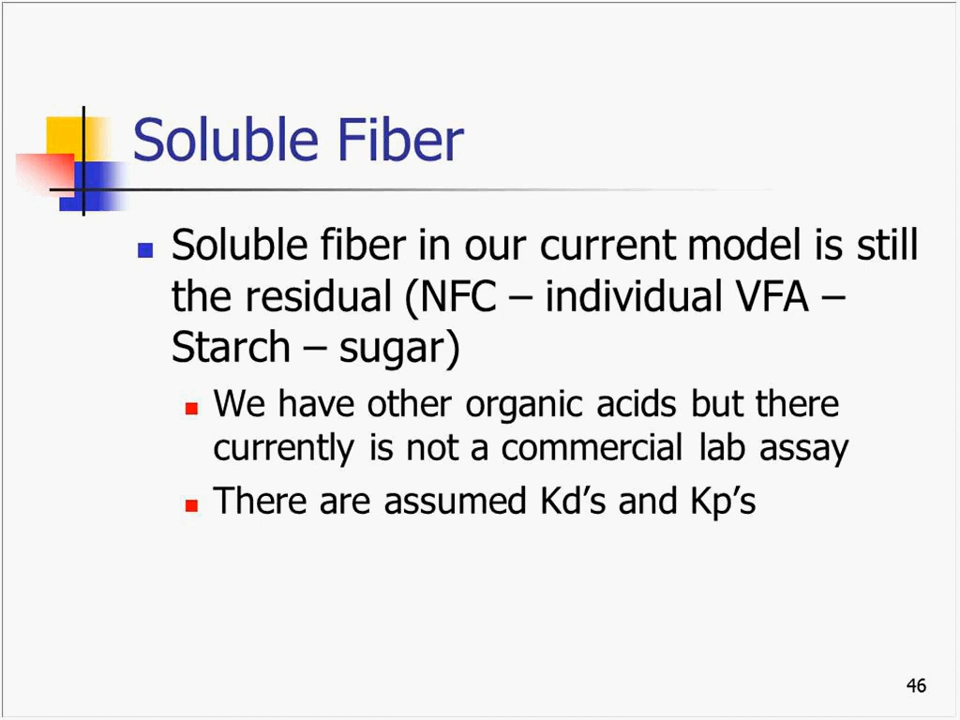 Soluble Fiber
Soluble fiber in our current model is still
the residual (NFC – individual VFA –
Starch – sugar)
We have other organic acids but there
currently is not a commercial lab assay
There are assumed Kd’s and Kp’s
46